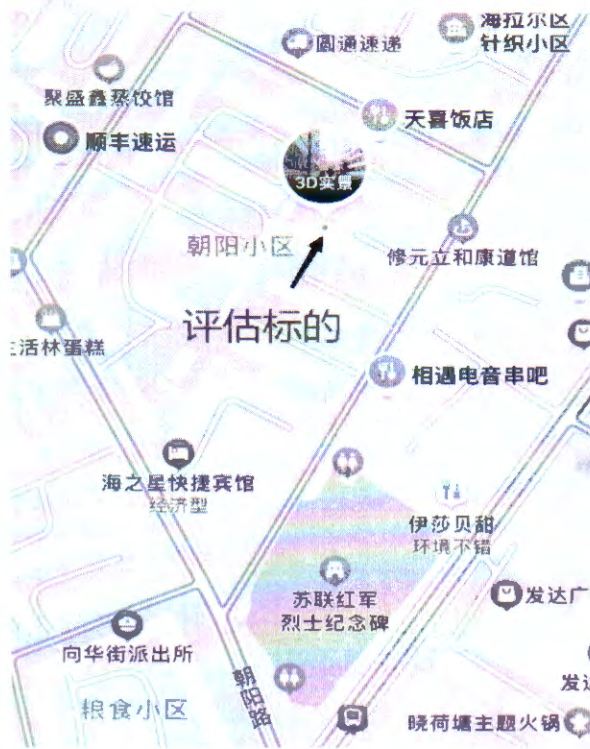 海拉尔区
针织小区
圆通速递
聚盛鑫蒸饺馆
天喜饭店
顺丰速运
3D实景
朝阳小区
修元立和康道馆
评估标的
生活林蛋糕
相遇电音串吧
海之星快捷宾馆
经济型
伊莎贝甜
环境不错
苏联红军
烈士纪念碑
发达广
向华街派出所
朝阳路
发达
粮食小区
晓荷塘主题火锅